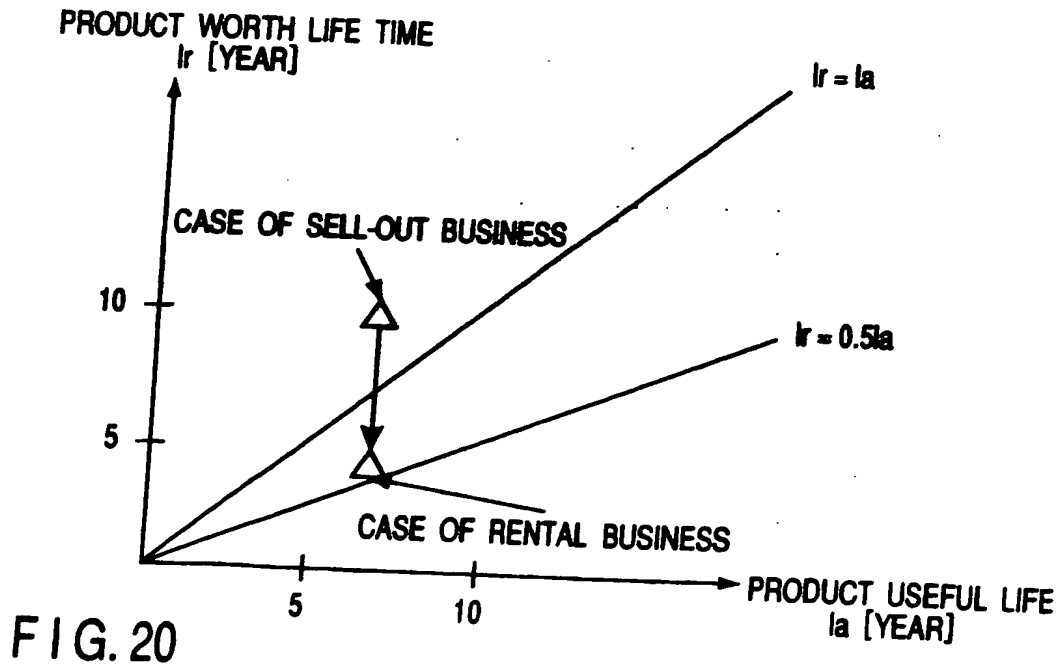 PRODUCT WORTH LIFE TIME
lr [YEAR]
lr = la
CASE OF SELL-OUT BUSINESS
10
lr = 0.5la
5
CASE OF RENTAL BUSINESS
5
10
PRODUCT USEFUL LIFE
la [YEAR]
FIG. 20